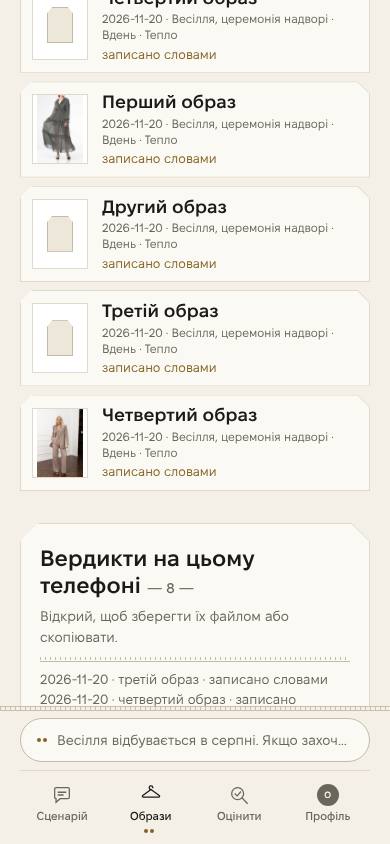 Четвертий образ
2026-11-20 · Весілля, церемонія надворі ·
Вдень · Тепло
записано словами
Перший образ
2026-11-20 · Весілля, церемонія надворі ·
Вдень · Тепло
записано словами
Другий образ
2026-11-20 · Весілля, церемонія надворі ·
Вдень · Тепло
записано словами
Третій образ
2026-11-20 · Весілля, церемонія надворі ·
Вдень · Тепло
записано словами
Четвертий образ
2026-11-20 · Весілля, церемонія надворі ·
Вдень · Тепло
записано словами
Вердикти на цьому
телефоні — 8 —
Відкрий, щоб зберегти їх файлом або
скопіювати.
2026-11-20 · третій образ · записано словами
2026-11-20 · четвертий образ · записано
Весілля відбувається в серпні. Якщо захоч...
Сценарій
Образи
Оцінити
О
Профіль